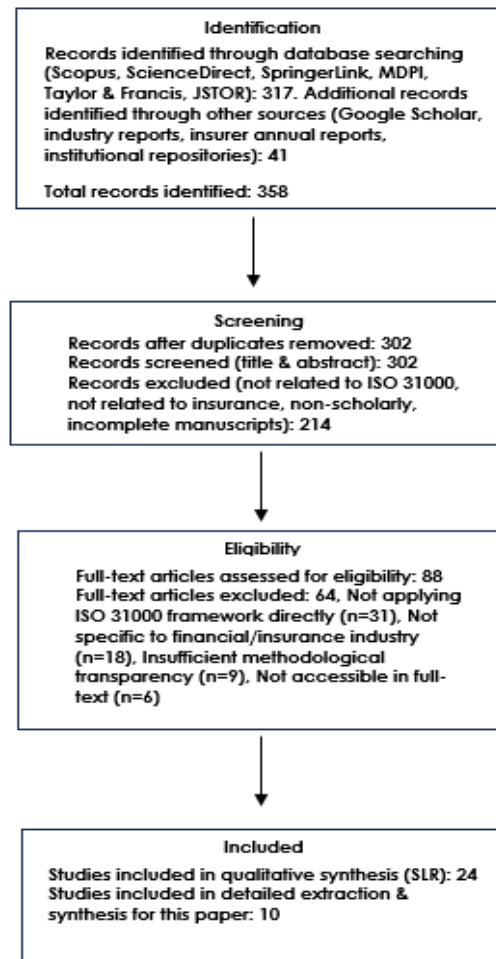 Identification
Records identified through database searching
(Scopus, ScienceDirect, SpringerLink, MDPI,
Taylor & Francis, JSTOR): 317. Additional records
identified through other sources (Google Scholar,
industry reports, insurer annual reports,
institutional repositories): 41
Total records identified: 358
Screening
Records after duplicates removed: 302
Records screened (title & abstract): 302
Records excluded (not related to ISO 31000,
not related to insurance, non-scholarly,
incomplete manuscripts): 214
Eligibility
Full-text articles assessed for eligibility: 88
Full-text articles excluded: 64, Not applying
ISO 31000 framework directly (n=31), Not
specific to financial/insurance industry
(n=18), Insufficient methodological
transparency (n=9), Not accessible in full-
text (n=6)
Included
Studies included in qualitative synthesis (SLR): 24
Studies included in detailed extraction &
synthesis for this paper: 10